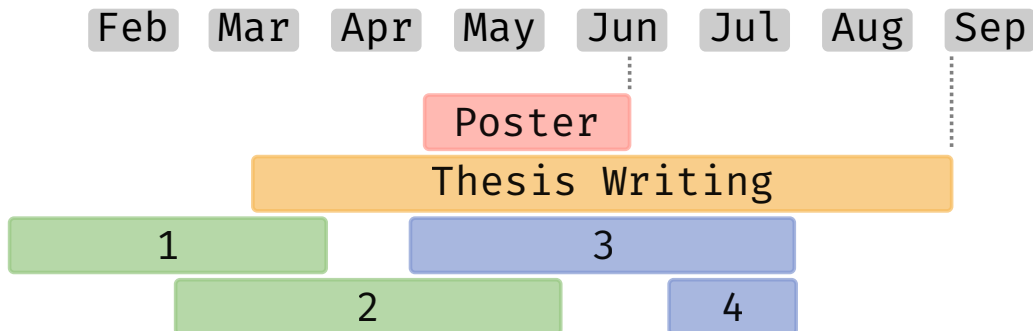 Feb Mar Apr May Jun Jul Aug Sep
Poster
Thesis Writing
1 3
2 4